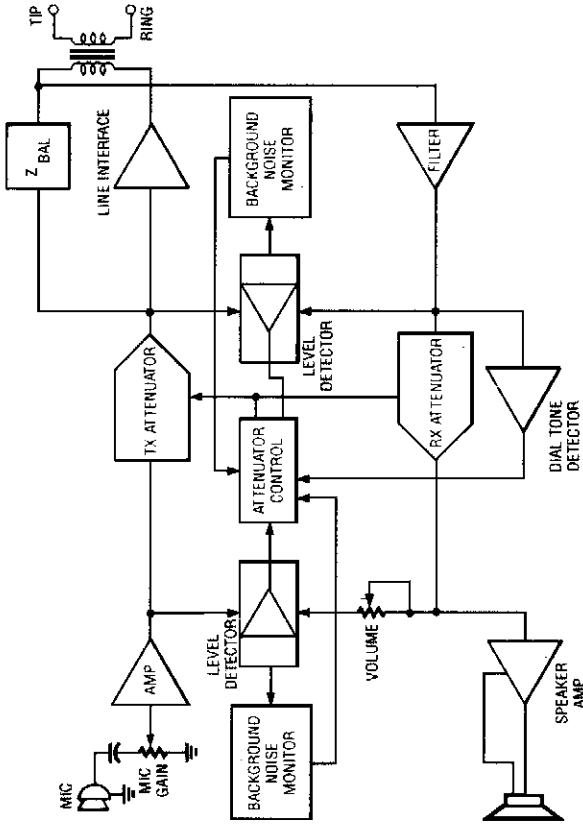 TIP
RING
Z
BAL
LINE INTERFACE
BACKGROUND
NOISE
MONITOR
FILTER
TX ATTENUATOR
LEVEL
DETECTOR
RX ATTENUATOR
ATTENUATOR
CONTROL
DIAL TONE
DETECTOR
AMP
LEVEL
DETECTOR
VOLUME
MIC
MIC
GAIN
BACKGROUND
NOISE
MONITOR
SPEAKER
AMP